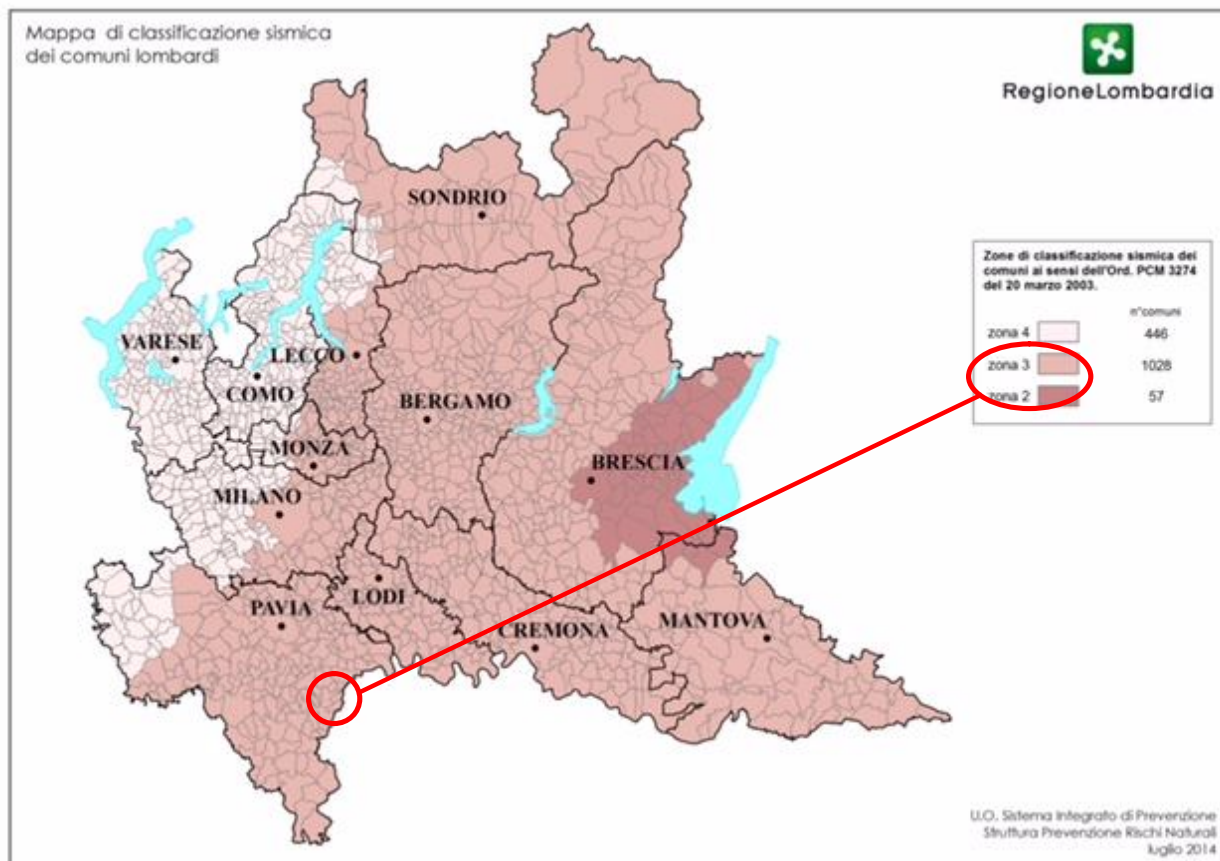 Mappa di classificazione sismica
dei comuni lombardi
RegioneLombardia
SONDRIO
VARESE
LECCO
COMO
BERGAMO
MONZA
BRESCIA
MILANO
PAVIA
LODI
CREMONA
MANTOVA
Zone di classificazione sismica dei
comuni ai sensi dell'Ord. PCM 3274
del 20 marzo 2003.
n°comuni
zona 4 446
zona 3 1028
zona 2 57
U.O. Sistema Integrato di Prevenzione
Struttura Prevenzione Rischi Naturali
luglio 2014